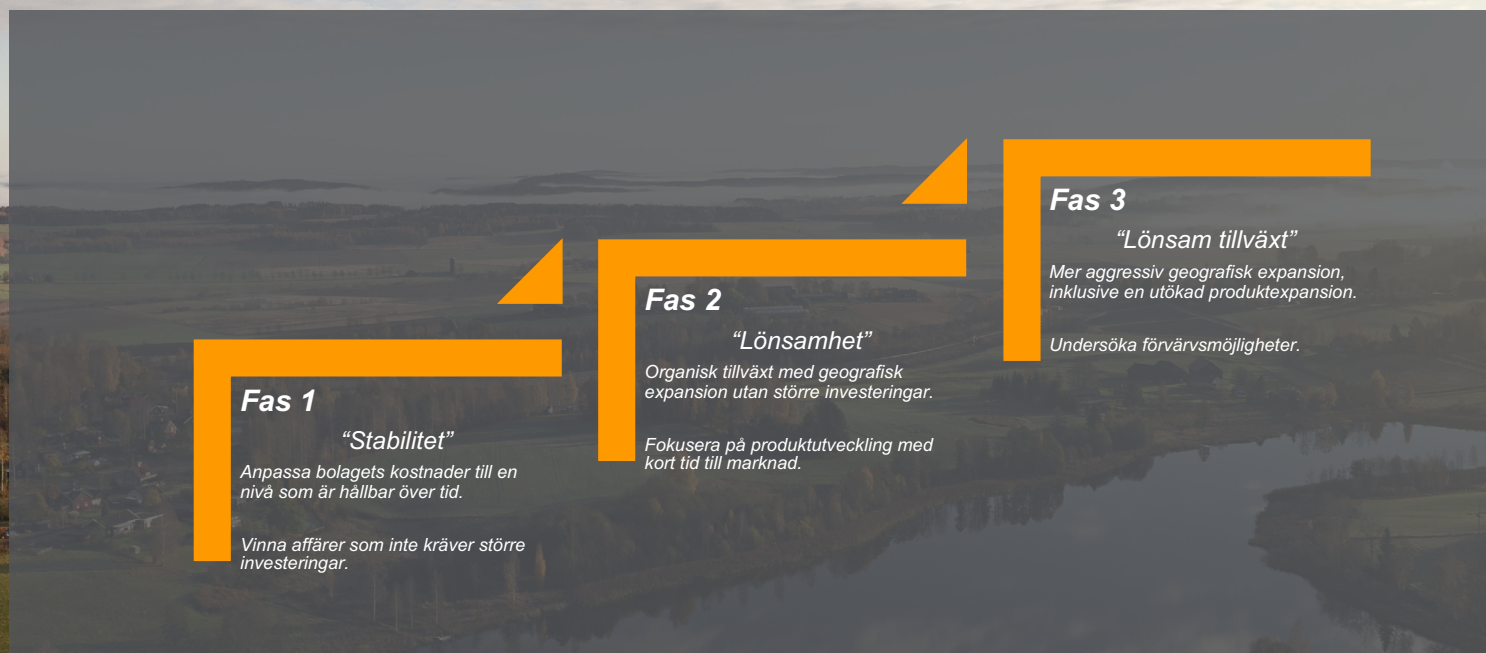 Fas 1
“Stabilitet”
Anpassa bolagets kostnader till en
nivå som är hållbar över tid.
Vinna affärer som inte kräver större
investeringar.
Fas 2
“Lönsamhet”
Organisk tillväxt med geografisk
expansion utan större investeringar.
Fokusera på produktutveckling med
kort tid till marknad.
Fas 3
“Lönsam tillväxt”
Mer aggressiv geografisk expansion,
inklusive en utökad produktexpansion.
Undersöka förvärvsmöjligheter.